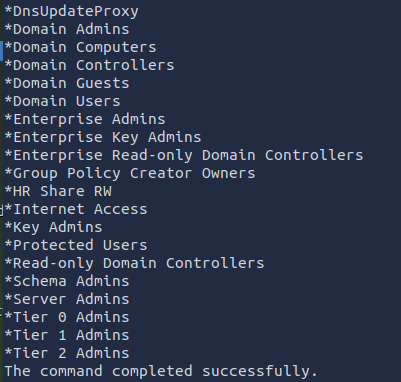 *DnsUpdateProxy
*Domain Admins
*Domain Computers
*Domain Controllers
*Domain Guests
*Domain Users
*Enterprise Admins
*Enterprise Key Admins
*Enterprise Read-only Domain Controllers
*Group Policy Creator Owners
*HR Share RW
*Internet Access
*Key Admins
*Protected Users
*Read-only Domain Controllers
*Schema Admins
*Server Admins
*Tier 0 Admins
*Tier 1 Admins
*Tier 2 Admins
The command completed successfully.